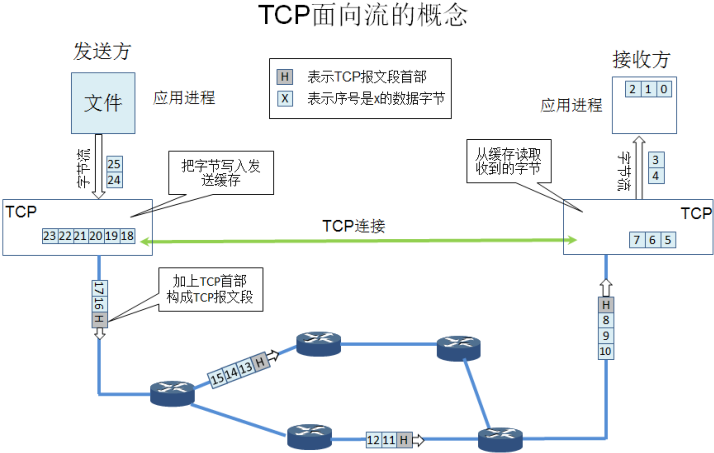 TCP面向流的概念
发送方
接收方
H 表示TCP报文段首部
X 表示序号是x的数据字节
文件
应用进程
应用进程
2 1 0
字节流
25
24
把字节写入发
送缓存
从缓存读取
收到的字节
字节流
3
4
TCP
23 22 21 20 19 18
TCP连接
TCP
7 6 5
17
16
H
加上TCP首部
构成TCP报文段
15 14 13 H
12 11 H
H
8
9
10